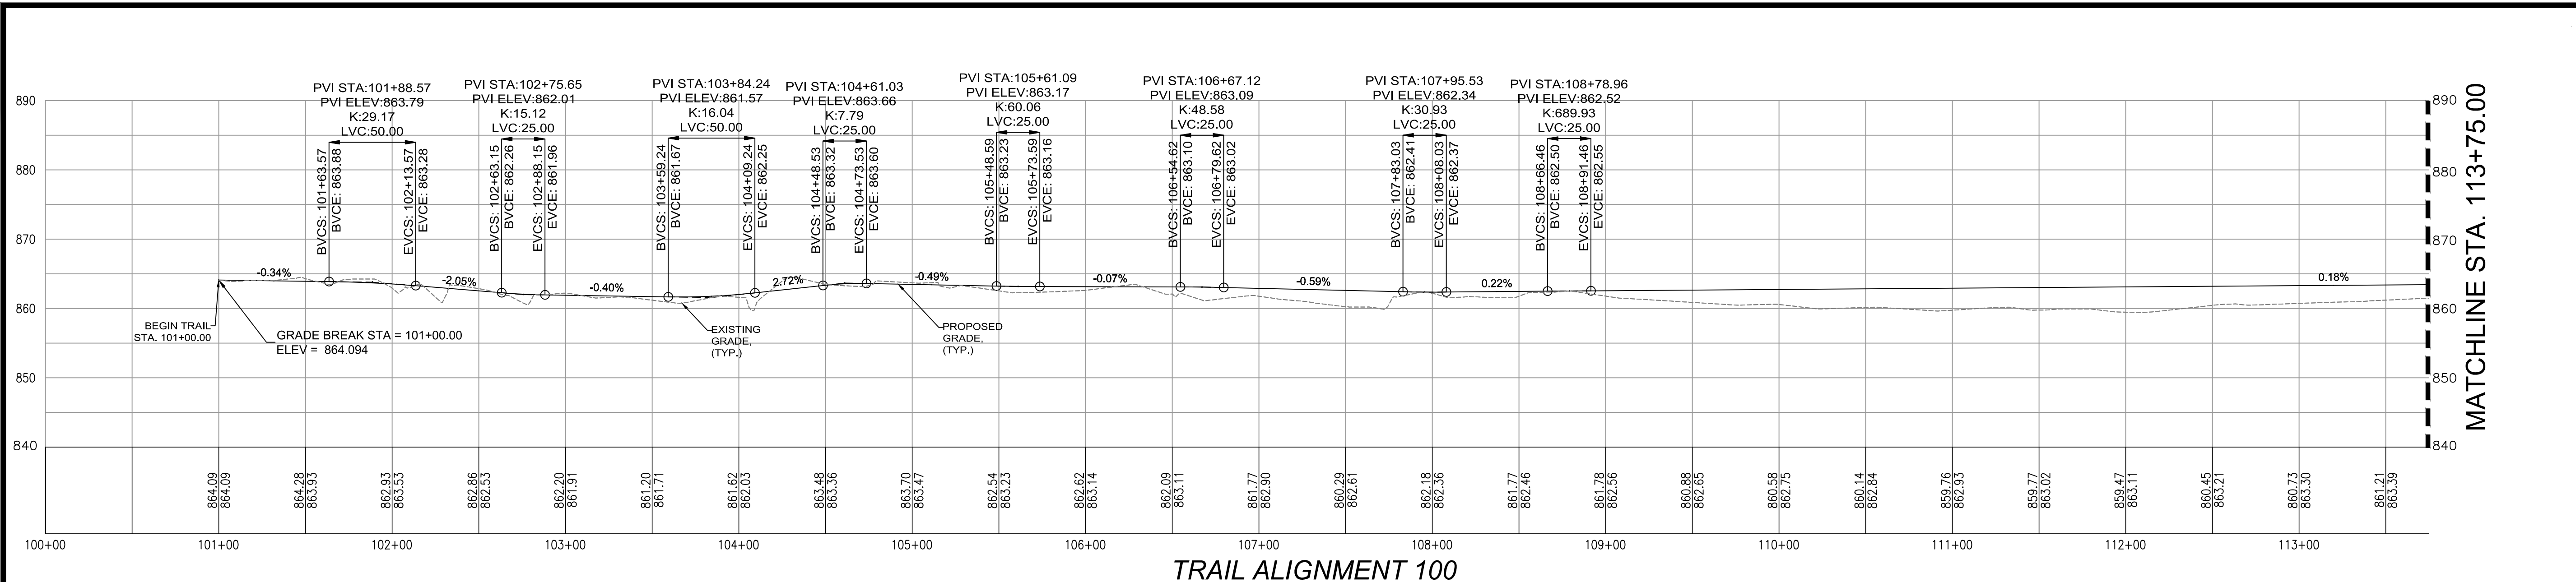 PVI STA:101+88.57
PVI ELEV:863.79
K:29.17
LVC:50.00
BVCS: 101+63.57
BVCE: 863.88
EVCS: 102+13.57
EVCE: 863.28
PVI STA:102+75.65
PVI ELEV:862.01
K:15.12
LVC:25.00
BVCS: 102+63.15
BVCE: 862.26
EVCS: 102+88.15
EVCE: 861.96
PVI STA:103+84.24
PVI ELEV:861.57
K:16.04
LVC:50.00
BVCS: 103+59.24
BVCE: 861.67
EVCS: 104+09.24
EVCE: 862.25
PVI STA:104+61.03
PVI ELEV:863.66
K:7.79
LVC:25.00
BVCS: 104+48.53
BVCE: 863.32
EVCS: 104+73.53
EVCE: 863.60
PVI STA:105+61.09
PVI ELEV:863.17
K:60.06
LVC:25.00
BVCS: 105+48.59
BVCE: 863.23
EVCS: 105+73.59
EVCE: 863.16
PVI STA:106+67.12
PVI ELEV:863.09
K:48.58
LVC:25.00
BVCS: 106+54.62
BVCE: 863.10
EVCS: 106+79.62
EVCE: 863.02
PVI STA:107+95.53
PVI ELEV:862.34
K:30.93
LVC:25.00
BVCS: 107+83.03
BVCE: 862.41
EVCS: 108+08.03
EVCE: 862.37
PVI STA:108+78.96
PVI ELEV:862.52
K:689.93
LVC:25.00
BVCS: 108+66.46
BVCE: 862.50
EVCS: 108+91.46
EVCE: 862.55
890
880
870
860
850
840
890
880
870
860
850
840
MATCHLINE STA. 113+75.00
-0.34%
-2.05%
-0.40%
2.72%
-0.49%
-0.07%
-0.59%
0.22%
0.18%
BEGIN TRAIL
STA. 101+00.00
GRADE BREAK STA = 101+00.00
ELEV = 864.094
EXISTING
GRADE,
(TYP.)
PROPOSED
GRADE,
(TYP.)
864.09
864.09
864.28
863.93
862.93
863.53
862.86
862.53
862.20
861.91
861.20
861.71
861.62
862.03
863.48
863.36
863.70
863.47
862.54
863.23
862.62
863.14
862.09
863.11
861.77
862.90
860.29
862.61
862.18
862.36
861.77
862.46
861.78
862.56
860.88
862.65
860.58
862.75
860.14
862.84
859.76
862.93
859.77
863.02
859.47
863.11
860.45
863.21
860.73
863.30
861.21
863.39
100+00
101+00
102+00
103+00
104+00
105+00
106+00
107+00
108+00
109+00
110+00
111+00
112+00
113+00
TRAIL ALIGNMENT 100